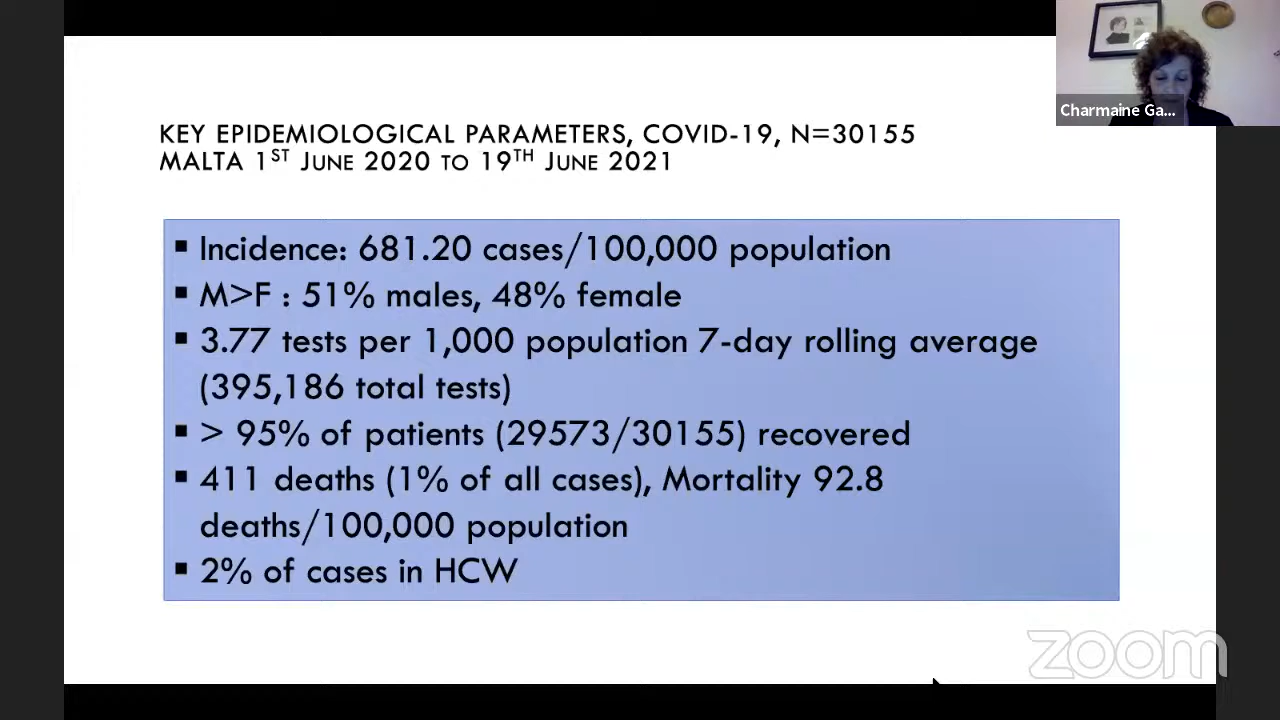 Charmaine Ga...
KEY EPIDEMIOLOGICAL PARAMETERS, COVID-19, N=30155
MALTA 1ST JUNE 2020 TO 19TH JUNE 2021
▪ Incidence: 681.20 cases/100,000 population
▪ M>F : 51% males, 48% female
▪ 3.77 tests per 1,000 population 7-day rolling average
(395,186 total tests)
▪ > 95% of patients (29573/30155) recovered
▪ 411 deaths (1% of all cases), Mortality 92.8
deaths/100,000 population
▪ 2% of cases in HCW
zoom